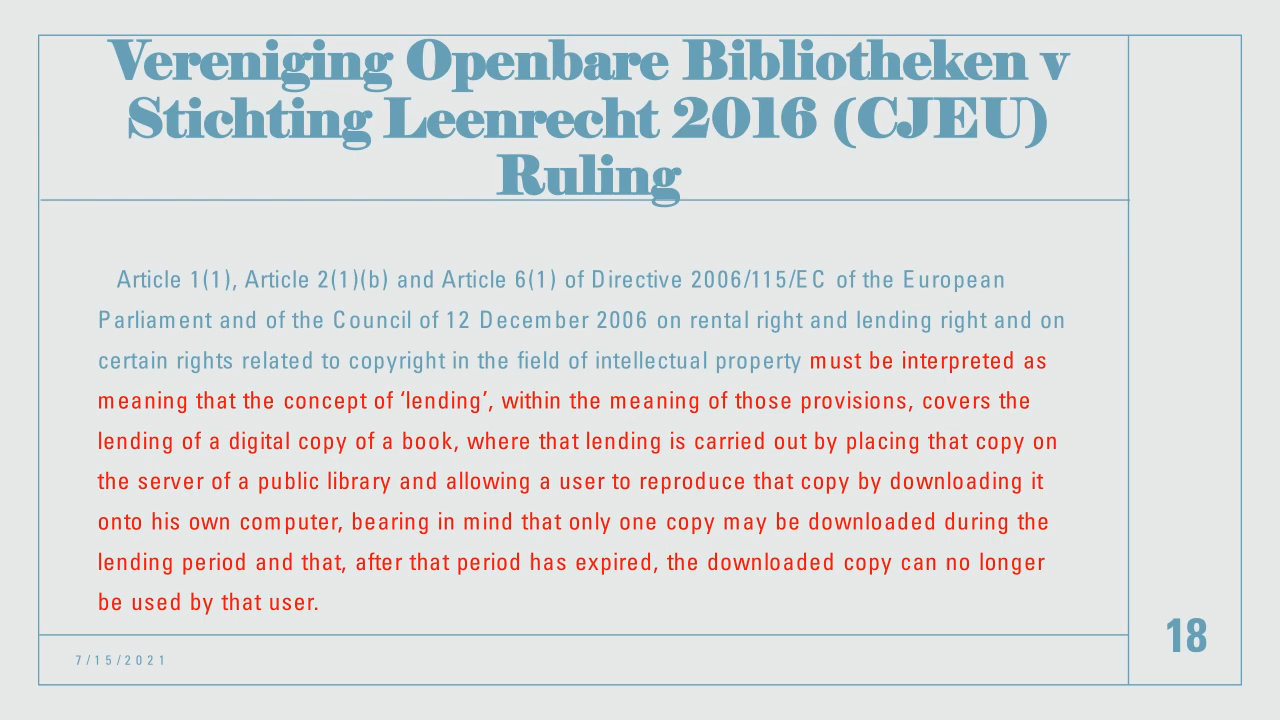 Vereniging Openbare Bibliotheken v
Stichting Leenrecht 2016 (CJEU)
Ruling
Article 1(1), Article 2(1)(b) and Article 6(1) of Directive 2006/115/EC of the European
Parliament and of the Council of 12 December 2006 on rental right and lending right and on
certain rights related to copyright in the field of intellectual property must be interpreted as
meaning that the concept of ‘lending’, within the meaning of those provisions, covers the
lending of a digital copy of a book, where that lending is carried out by placing that copy on
the server of a public library and allowing a user to reproduce that copy by downloading it
onto his own computer, bearing in mind that only one copy may be downloaded during the
lending period and that, after that period has expired, the downloaded copy can no longer
be used by that user.
7/15/2021
18